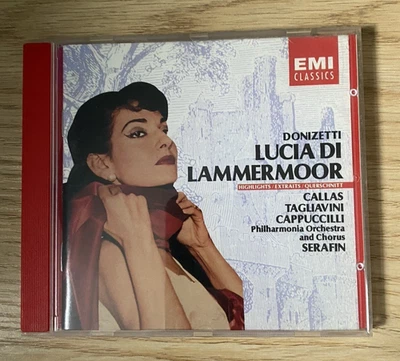 EMI
CLASSICS
DONIZETTI
LUCIA DI
LAMMERMOOR
HIGHLIGHTS / EXTRAITS / QUERSCHNITT
CALLAS
TAGLIAVINI
CAPPUCCILLI
Philharmonia Orchestra
and Chorus
SERAFIN